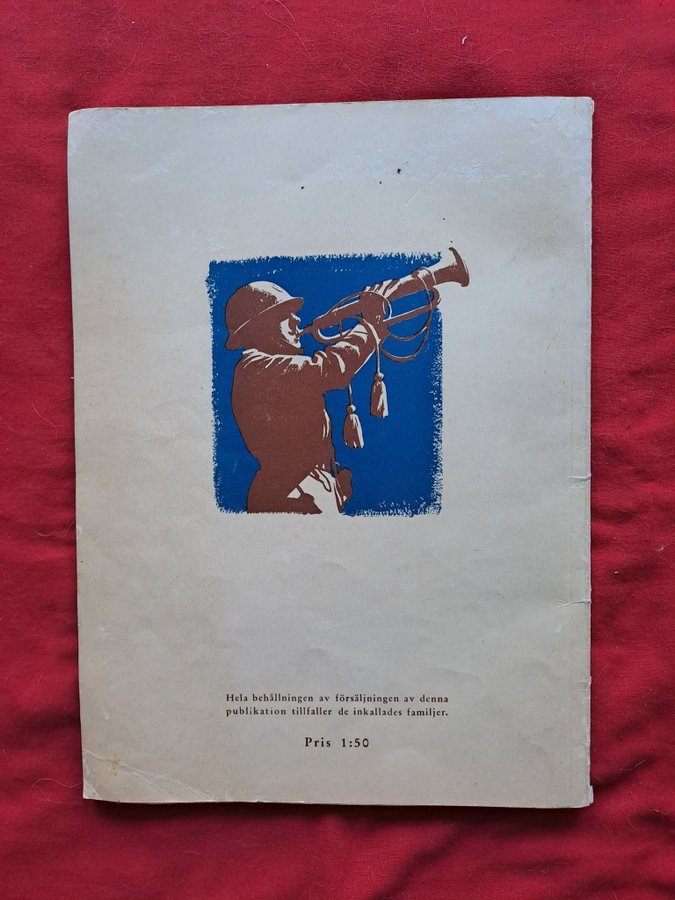 Hela behållningen av försäljningen av denna
publikation tillfaller de inkallades familjer.
Pris 1:50